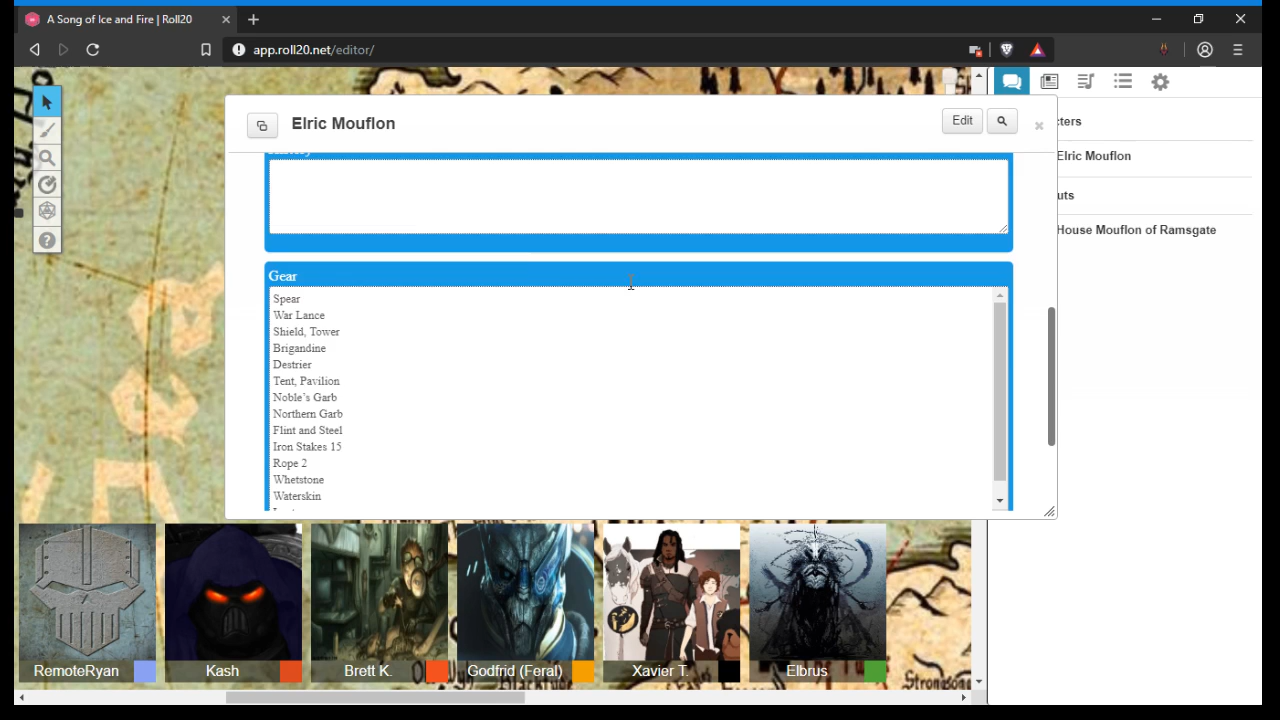 A Song of Ice and Fire | Roll20
app.roll20.net/editor/
Elric Mouflon
Edit
cters
Elric Mouflon
uts
House Mouflon of Ramsgate
Gear
Spear
War Lance
Shield, Tower
Brigandine
Destrier
Tent, Pavilion
Noble's Garb
Northern Garb
Flint and Steel
Iron Stakes 15
Rope 2
Whetstone
Waterskin
RemoteRyan
Kash
Brett K.
Godfrid (Feral)
Xavier T.
Elbrus